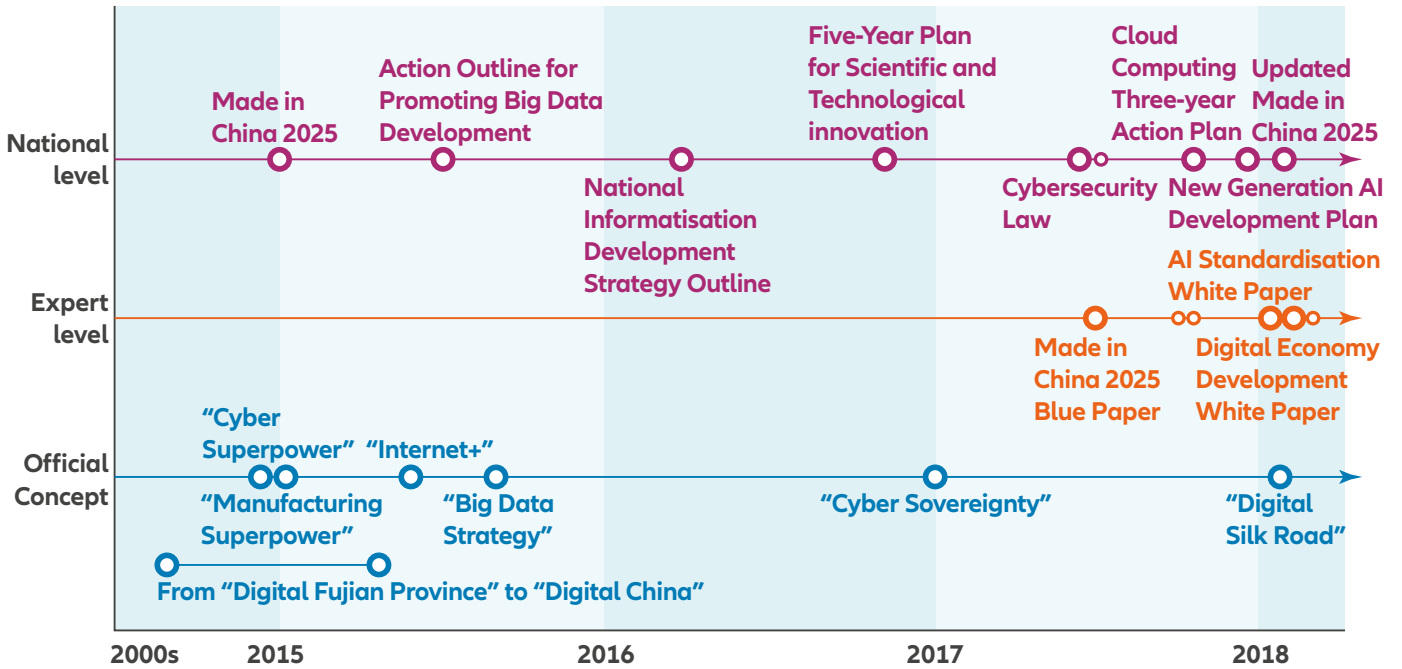 National
level
Made in
China 2025
Action Outline for
Promoting Big Data
Development
National
Informatisation
Development
Strategy Outline
Five-Year Plan
for Scientific and
Technological
innovation
Cybersecurity
Law
Cloud
Computing
Three-year
Action Plan
New Generation AI
Development Plan
Updated
Made in
China 2025
Expert
level
Made in
China 2025
Blue Paper
AI Standardisation
White Paper
Digital Economy
Development
White Paper
Official
Concept
“Cyber
Superpower”
“Manufacturing
Superpower”
“Internet+”
“Big Data
Strategy”
“Cyber Sovereignty”
“Digital
Silk Road”
From “Digital Fujian Province” to “Digital China”
2000s
2015
2016
2017
2018